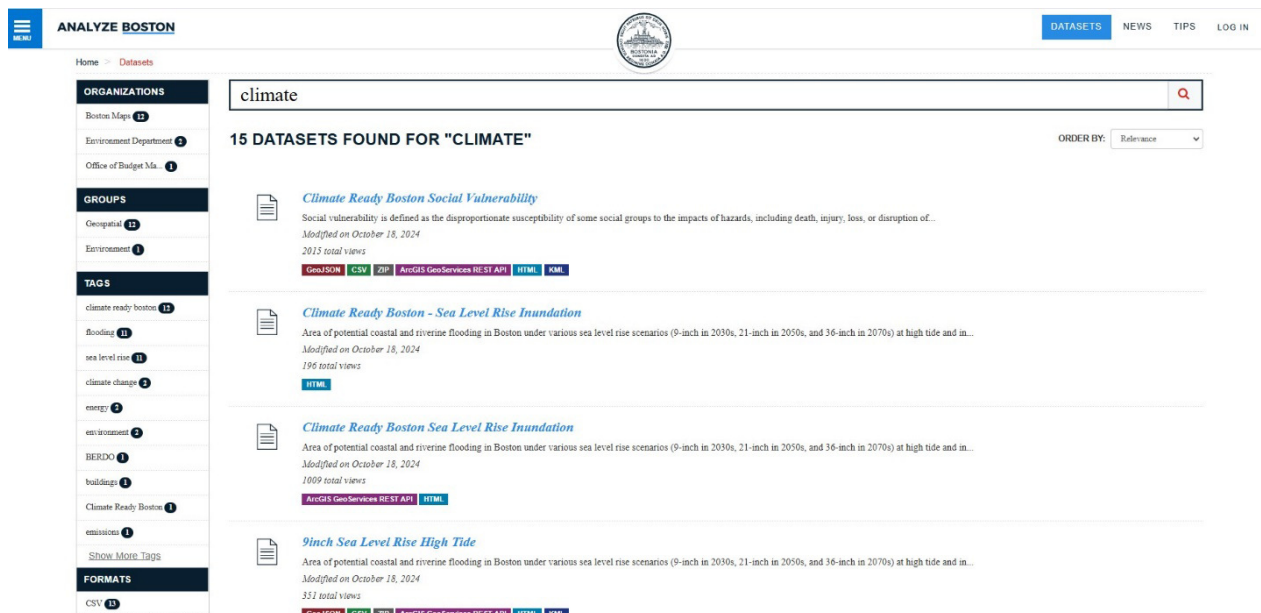 MENU
ANALYZE BOSTON
BOSTONIA
DATASETS NEWS TIPS LOG IN
Home > Datasets
ORGANIZATIONS
Boston Maps 12
Environment Department 2
Office of Budget Ma... 1
GROUPS
Geospatial 12
Environment 1
TAGS
climate ready boston 12
flooding 11
sea level rise 11
climate change 2
energy 2
environment 2
BERDO 1
buildings 1
Climate Ready Boston 1
emissions 1
Show More Tags
FORMATS
CSV 13
climate
15 DATASETS FOUND FOR "CLIMATE"
ORDER BY: Relevance
Climate Ready Boston Social Vulnerability
Social vulnerability is defined as the disproportionate susceptibility of some social groups to the impacts of hazards, including death, injury, loss, or disruption of...
Modified on October 18, 2024
2015 total views
GeoJSON CSV ZIP ArcGIS GeoServices REST API HTML KML
Climate Ready Boston - Sea Level Rise Inundation
Area of potential coastal and riverine flooding in Boston under various sea level rise scenarios (9-inch in 2030s, 21-inch in 2050s, and 36-inch in 2070s) at high tide and in...
Modified on October 18, 2024
196 total views
HTML
Climate Ready Boston Sea Level Rise Inundation
Area of potential coastal and riverine flooding in Boston under various sea level rise scenarios (9-inch in 2030s, 21-inch in 2050s, and 36-inch in 2070s) at high tide and in...
Modified on October 18, 2024
1009 total views
ArcGIS GeoServices REST API HTML
9inch Sea Level Rise High Tide
Area of potential coastal and riverine flooding in Boston under various sea level rise scenarios (9-inch in 2030s, 21-inch in 2050s, and 36-inch in 2070s) at high tide and in...
Modified on October 18, 2024
351 total views
GeoJSON CSV ZIP ArcGIS GeoServices REST API HTML KML